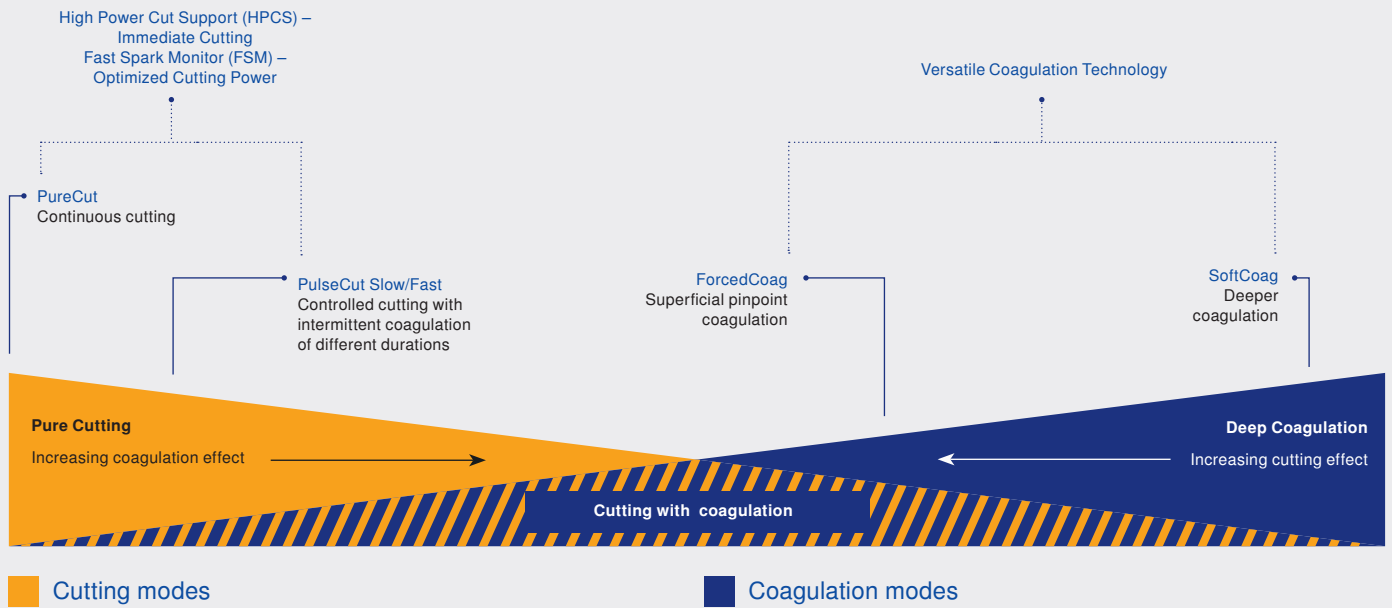 High Power Cut Support (HPCS) –
Immediate Cutting
Fast Spark Monitor (FSM) –
Optimized Cutting Power
Versatile Coagulation Technology
PureCut
Continuous cutting
PulseCut Slow/Fast
Controlled cutting with
intermittent coagulation
of different durations
ForcedCoag
Superficial pinpoint
coagulation
SoftCoag
Deeper
coagulation
Pure Cutting
Increasing coagulation effect
Deep Coagulation
Increasing cutting effect
Cutting with coagulation
Cutting modes
Coagulation modes